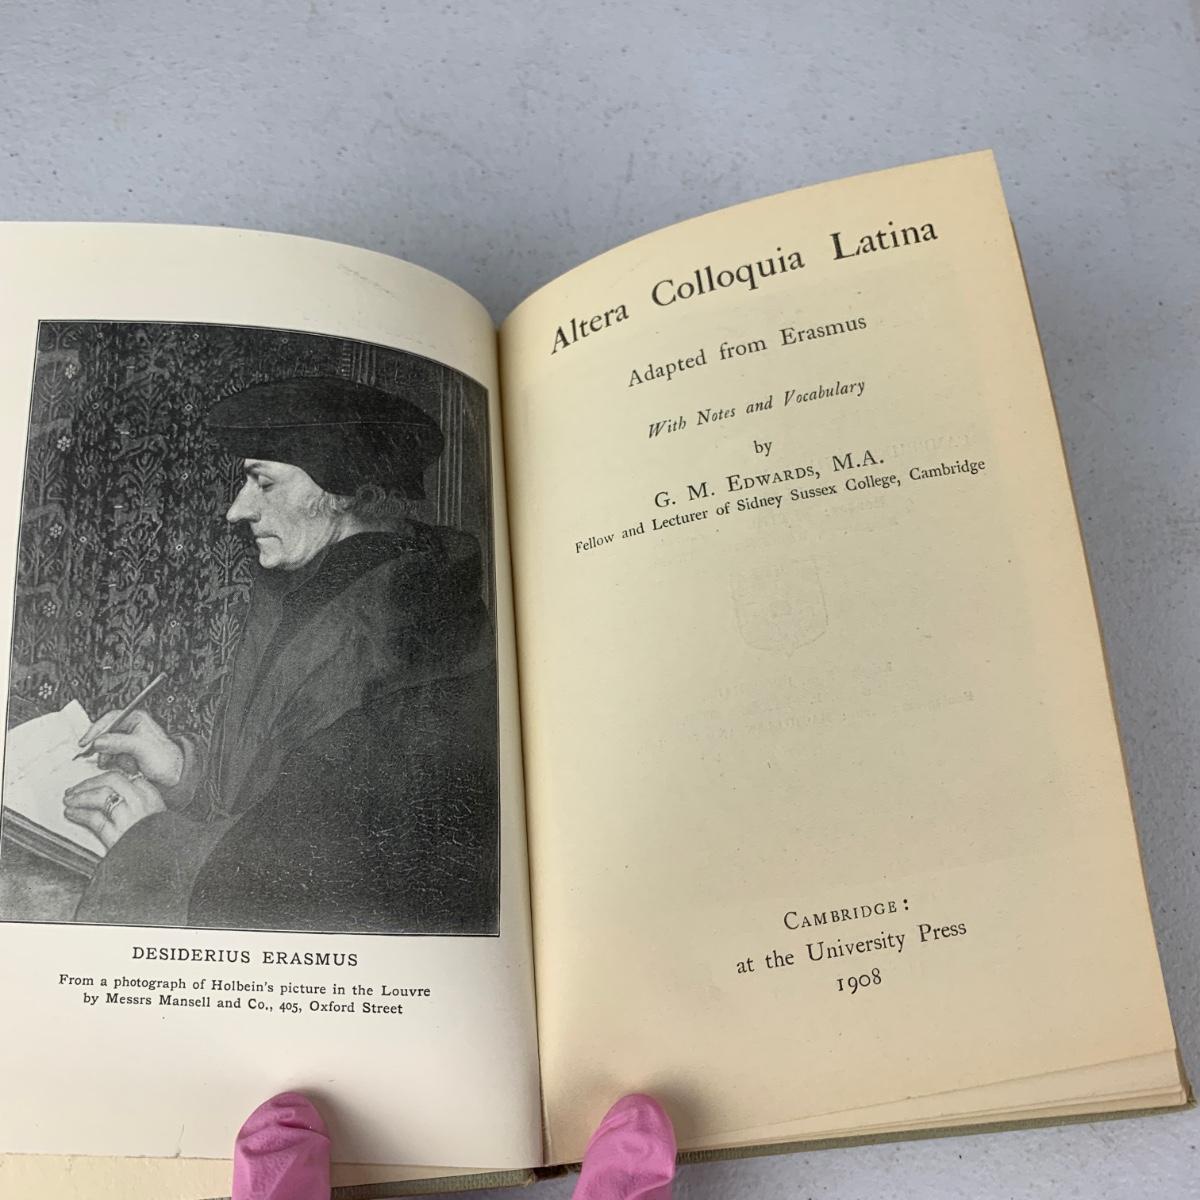 DESIDERIUS ERASMUS
From a photograph of Holbein's picture in the Louvre
by Messrs Mansell and Co., 405, Oxford Street
Altera Colloquia Latina
Adapted from Erasmus
With Notes and Vocabulary
by
G. M. EDWARDS, M.A.
Fellow and Lecturer of Sidney Sussex College, Cambridge
CAMBRIDGE:
at the University Press
1908